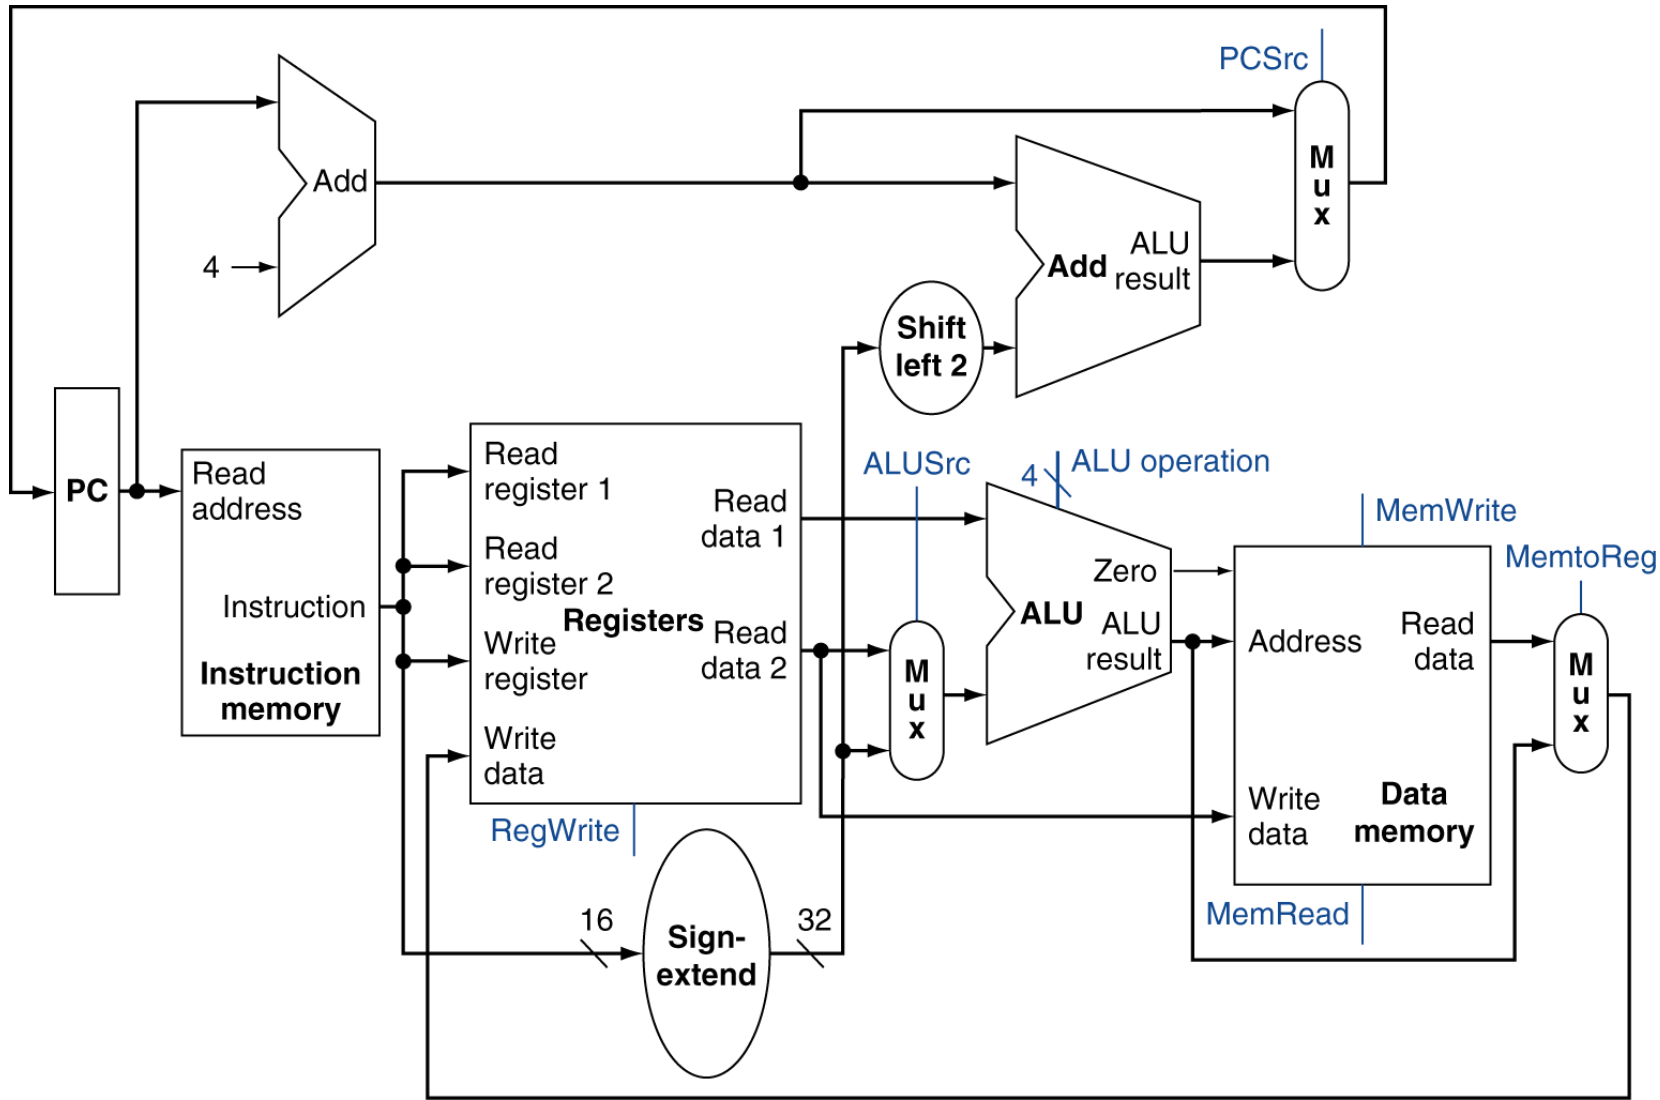 PCSrc
M
u
x
Add
4
Add
ALU
result
Shift
left 2
PC
Read
address
Instruction
Instruction
memory
Read
register 1
Read
register 2
Write
register
Write
data
Registers
Read
data 1
Read
data 2
RegWrite
ALUSrc
M
u
x
4
ALU operation
Zero
ALU
ALU
result
MemWrite
MemtoReg
Address
Read
data
Write
data
Data
memory
M
u
x
MemRead
16
Sign-
extend
32